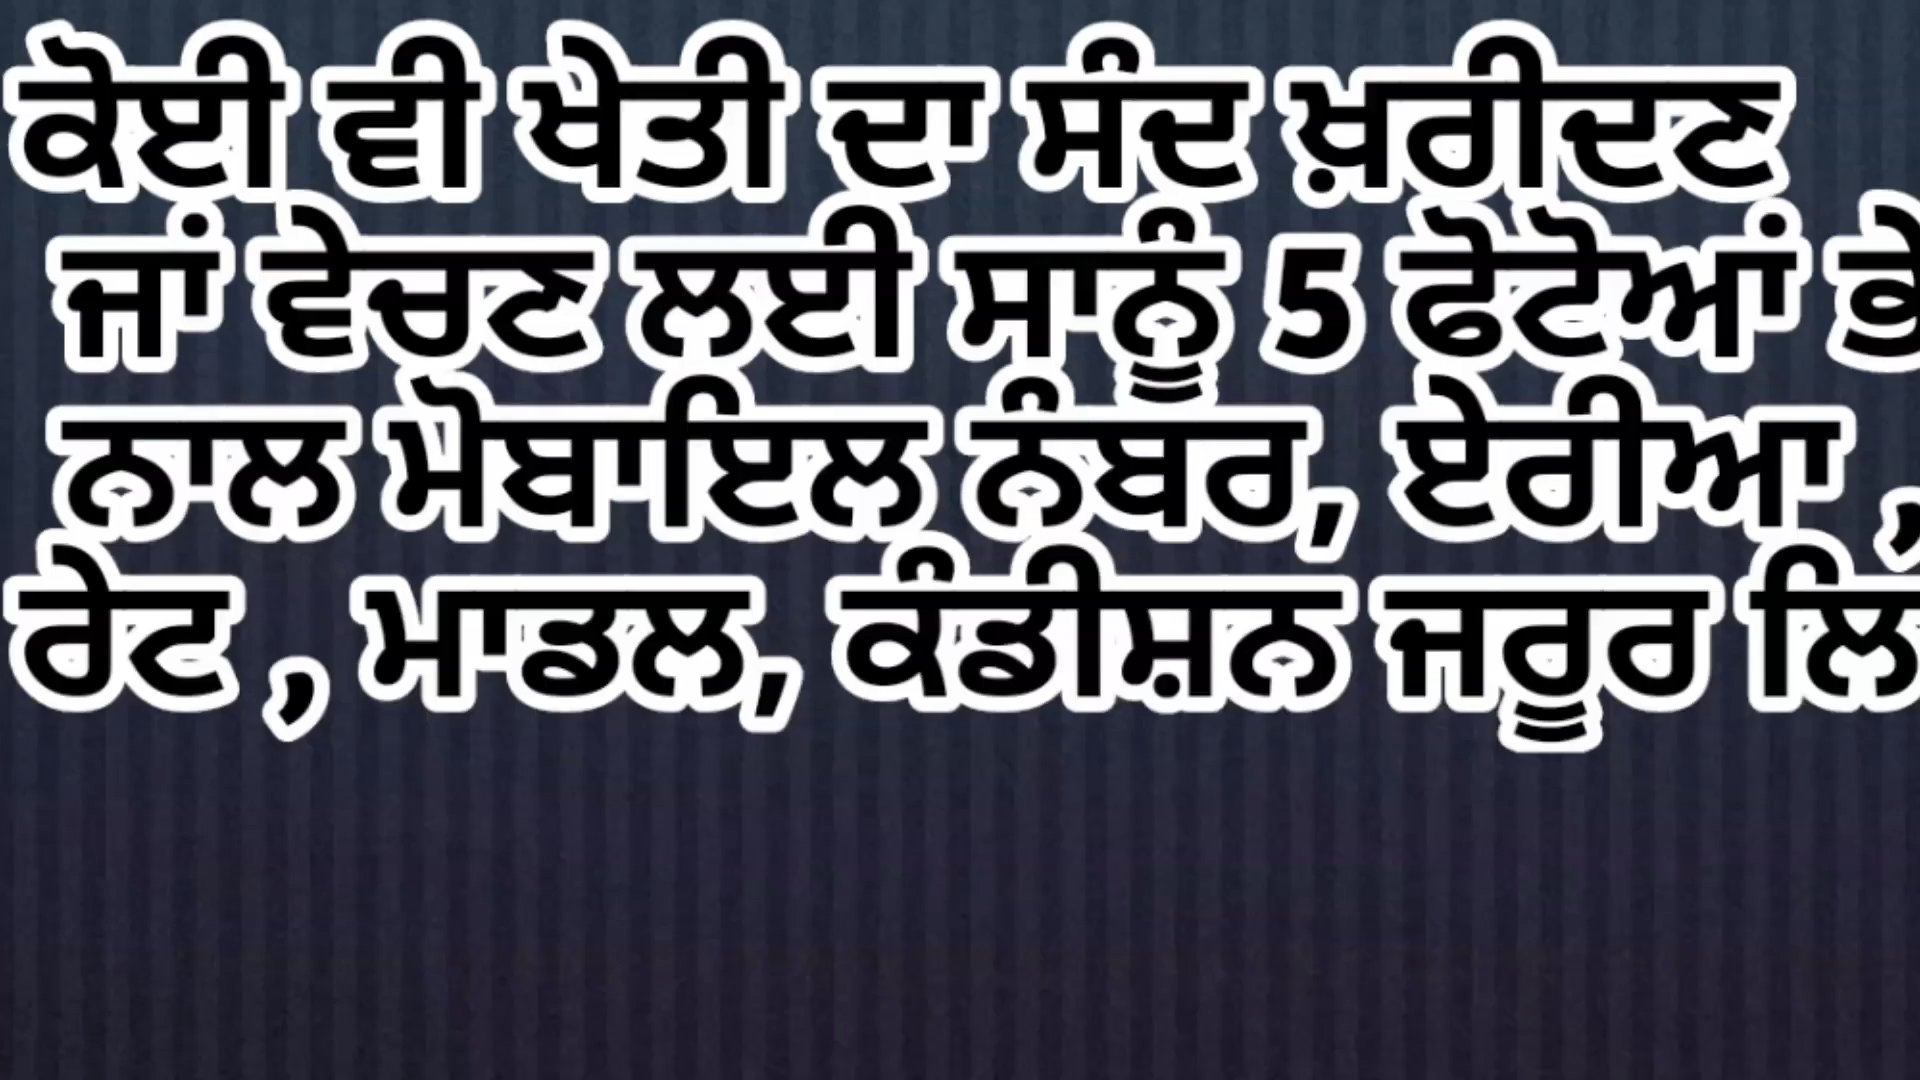 ਕੋਈ ਵੀ ਖੇਤੀ ਦਾ ਸੰਦ ਖ਼ਰੀਦਣ
ਜਾਂ ਵੇਚਣ ਲਈ ਸਾਨੂੰ 5 ਫੋਟੋਆਂ
ਨਾਲ ਮੋਬਾਇਲ ਨੰਬਰ, ਏਰੀਆ ,
ਰੇਟ , ਮਾਡਲ, ਕੰਡੀਸ਼ਨ ਜਰੂਰ